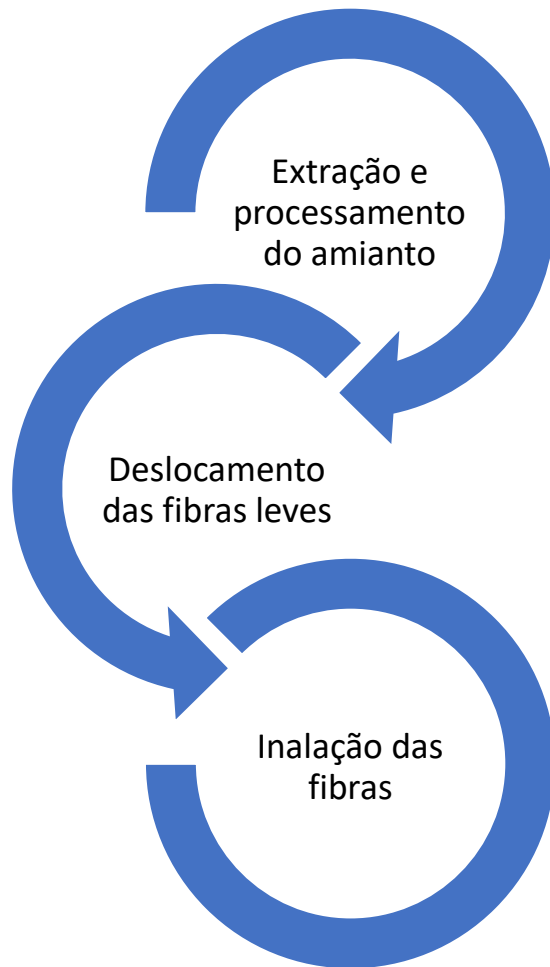 Extração e
processamento
do amianto
Deslocamento
das fibras leves
Inalação das
fibras